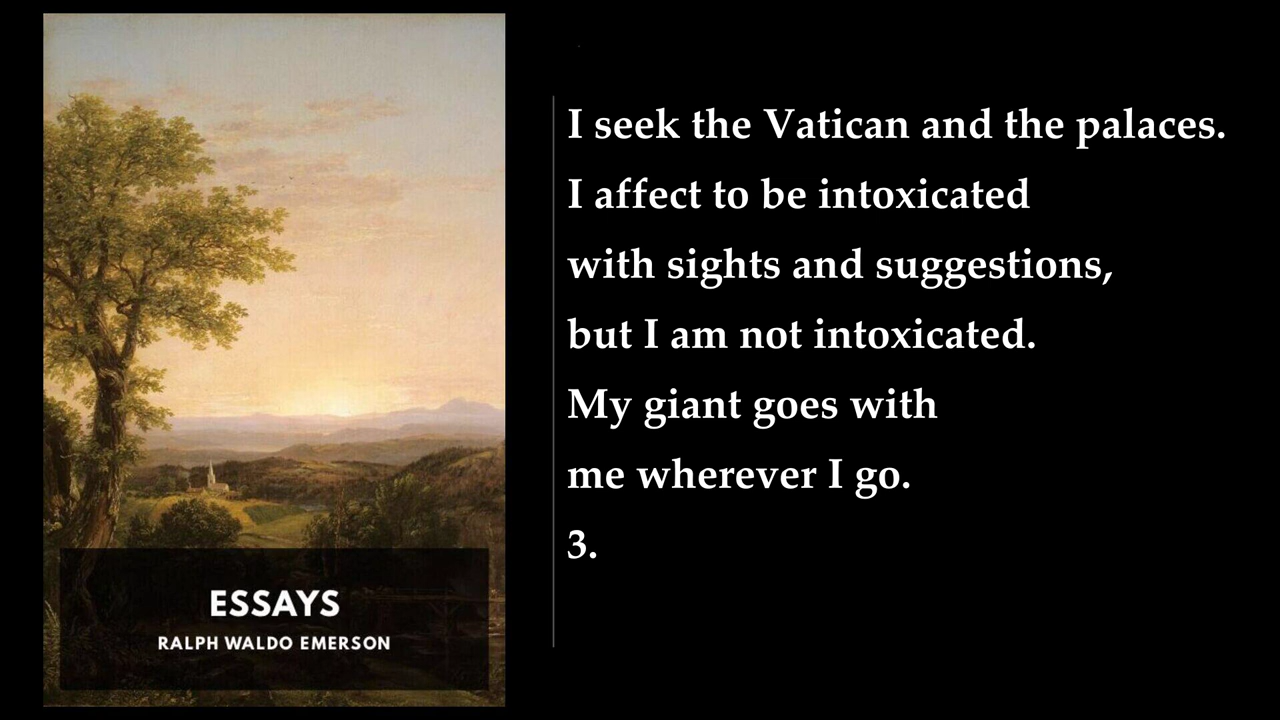 ESSAYS
RALPH WALDO EMERSON
I seek the Vatican and the palaces.
I affect to be intoxicated
with sights and suggestions,
but I am not intoxicated.
My giant goes with
me wherever I go.
3.